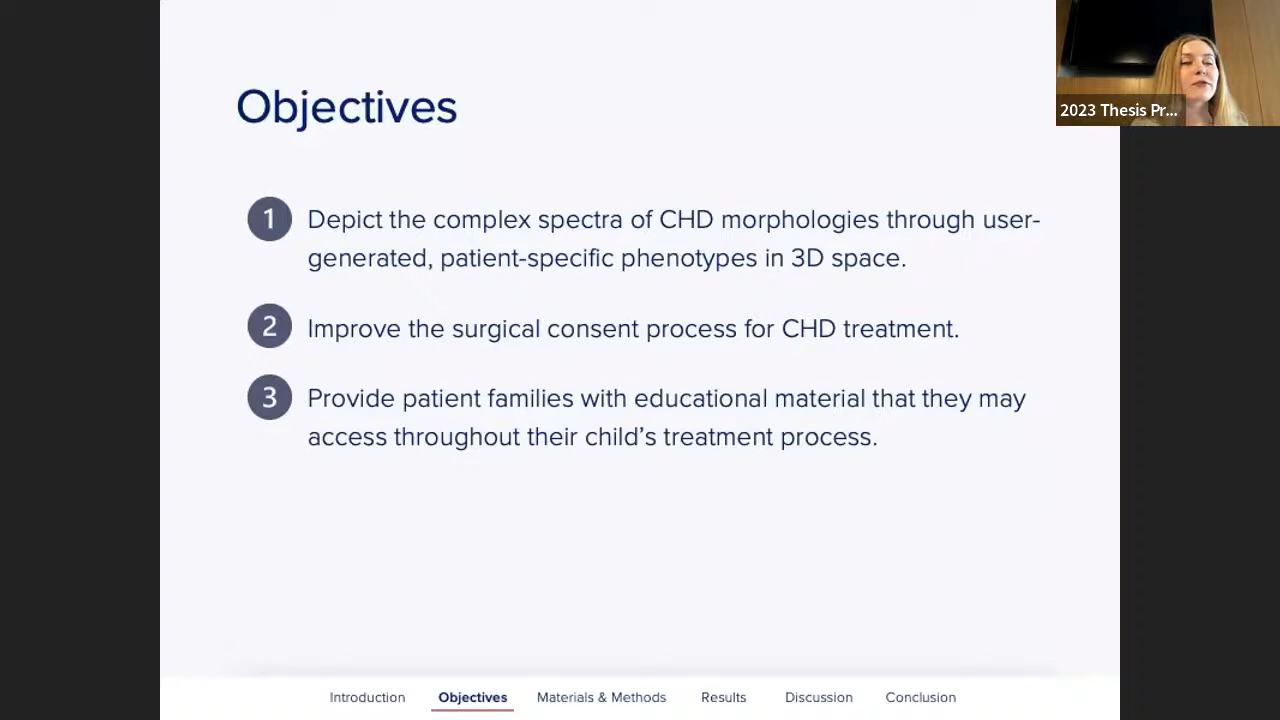 2023 Thesis Pr...
Objectives
1 Depict the complex spectra of CHD morphologies through user-
generated, patient-specific phenotypes in 3D space.
2 Improve the surgical consent process for CHD treatment.
3 Provide patient families with educational material that they may
access throughout their child’s treatment process.
Introduction Objectives Materials & Methods Results Discussion Conclusion